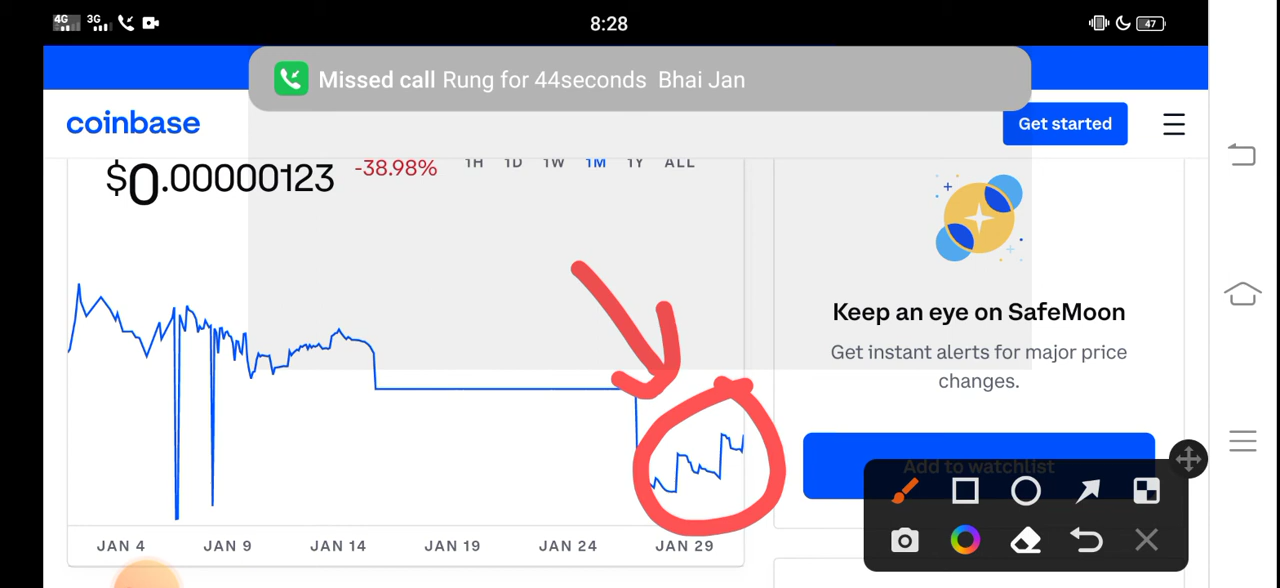 4G 3G 8:28 47
Missed call Rung for 44seconds Bhai Jan
coinbase
Get started
$0.00000123 -38.98% 1H 1D 1W 1M 1Y ALL
Keep an eye on SafeMoon
Get instant alerts for major price
changes.
Add to watchlist
JAN 4 JAN 9 JAN 14 JAN 19 JAN 24 JAN 29